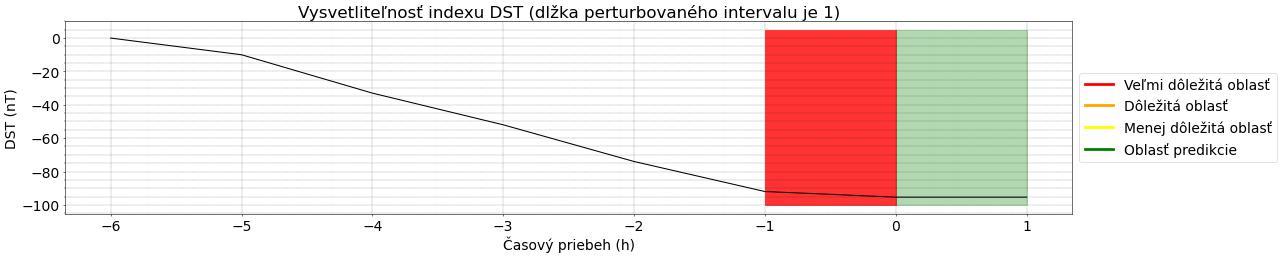 Vysvetliteľnosť indexu DST (dĺžka perturbovaného intervalu je 1)
DST (nT)
0
−20
−40
−60
−80
−100
−6
−5
−4
−3
−2
−1
0
1
Časový priebeh (h)
Veľmi dôležitá oblasť
Dôležitá oblasť
Menej dôležitá oblasť
Oblasť predikcie